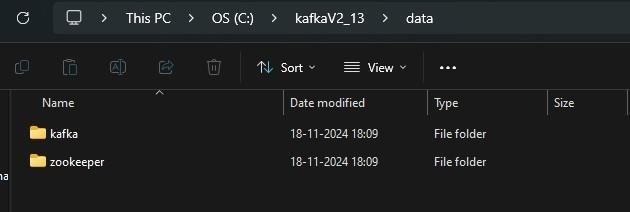 This PC > OS (C:) > kafkaV2_13 > data
Sort View
Name Date modified Type Size
kafka 18-11-2024 18:09 File folder
zookeeper 18-11-2024 18:09 File folder
na